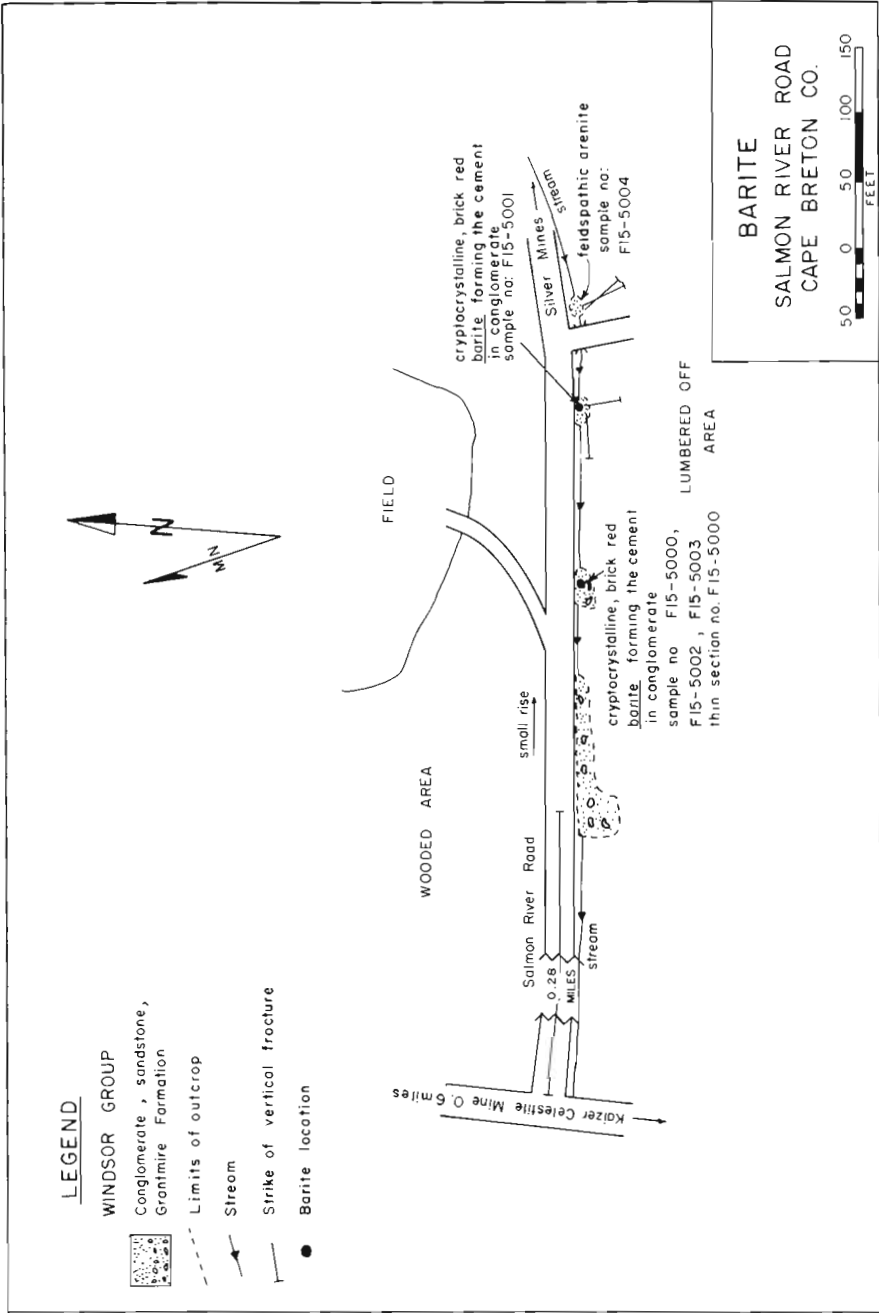 LEGEND
WINDSOR GROUP
Conglomerate , sandstone,
Grantmire Formation
Limits of outcrop
Stream
Strike of vertical fracture
Barite location
N
MN
FIELD
WOODED AREA
small rise
Salmon River Road
0.28
MILES
stream
Kaizer Celestite Mine 0.6 miles
cryptocrystalline, brick red
barite forming the cement
in conglomerate
sample no: F15-5001
Silver Mines
stream
feldspathic arenite
sample no:
F15-5004
cryptocrystalline, brick red
barite forming the cement
in conglomerate
sample no F15-5000,
F15-5002 , F15-5003
thin section no. F15-5000
LUMBERED OFF
AREA
BARITE
SALMON RIVER ROAD
CAPE BRETON CO.
50 0 50 100 150
FEET